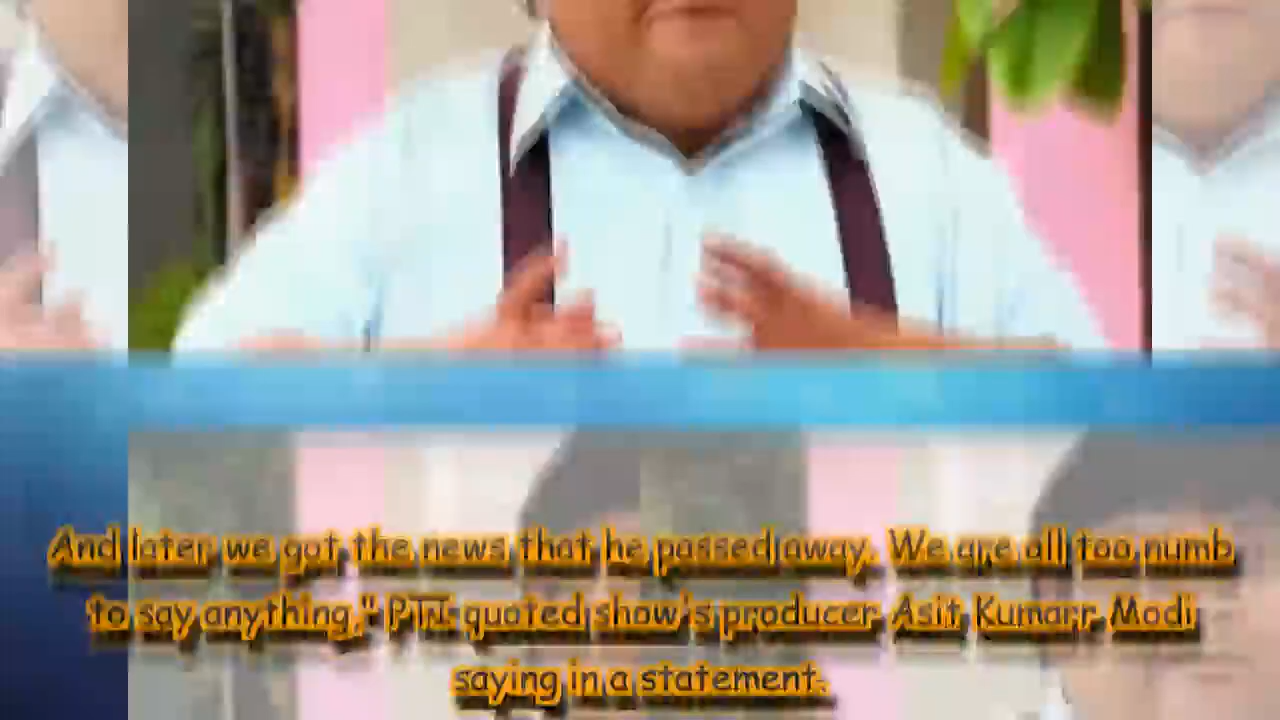 And later we got the news that he passed away. We are all too numb
to say anything," PTI quoted show's producer Asit Kumarr Modi
saying in a statement.